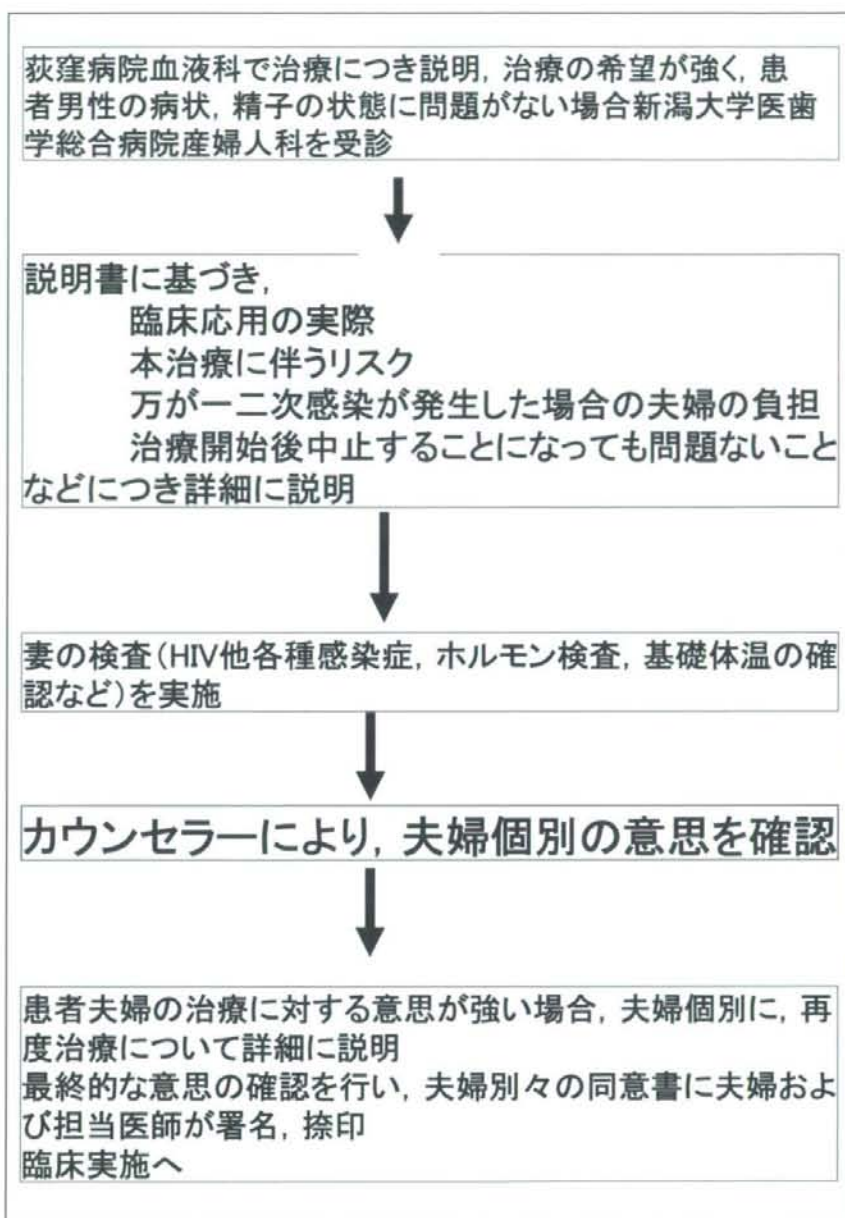 荻窪病院血液科で治療につき説明, 治療の希望が強く, 患
者男性の病状, 精子の状態に問題がない場合新潟大学医歯
学総合病院産婦人科を受診
説明書に基づき,
臨床応用の実際
本治療に伴うリスク
万が一二次感染が発生した場合の夫婦の負担
治療開始後中止することになっても問題ないこと
などにつき詳細に説明
妻の検査(HIV他各種感染症, ホルモン検査, 基礎体温の確
認など)を実施
カウンセラーにより, 夫婦個別の意思を確認
患者夫婦の治療に対する意思が強い場合, 夫婦個別に, 再
度治療について詳細に説明
最終的な意思の確認を行い, 夫婦別々の同意書に夫婦およ
び担当医師が署名, 捺印
臨床実施へ